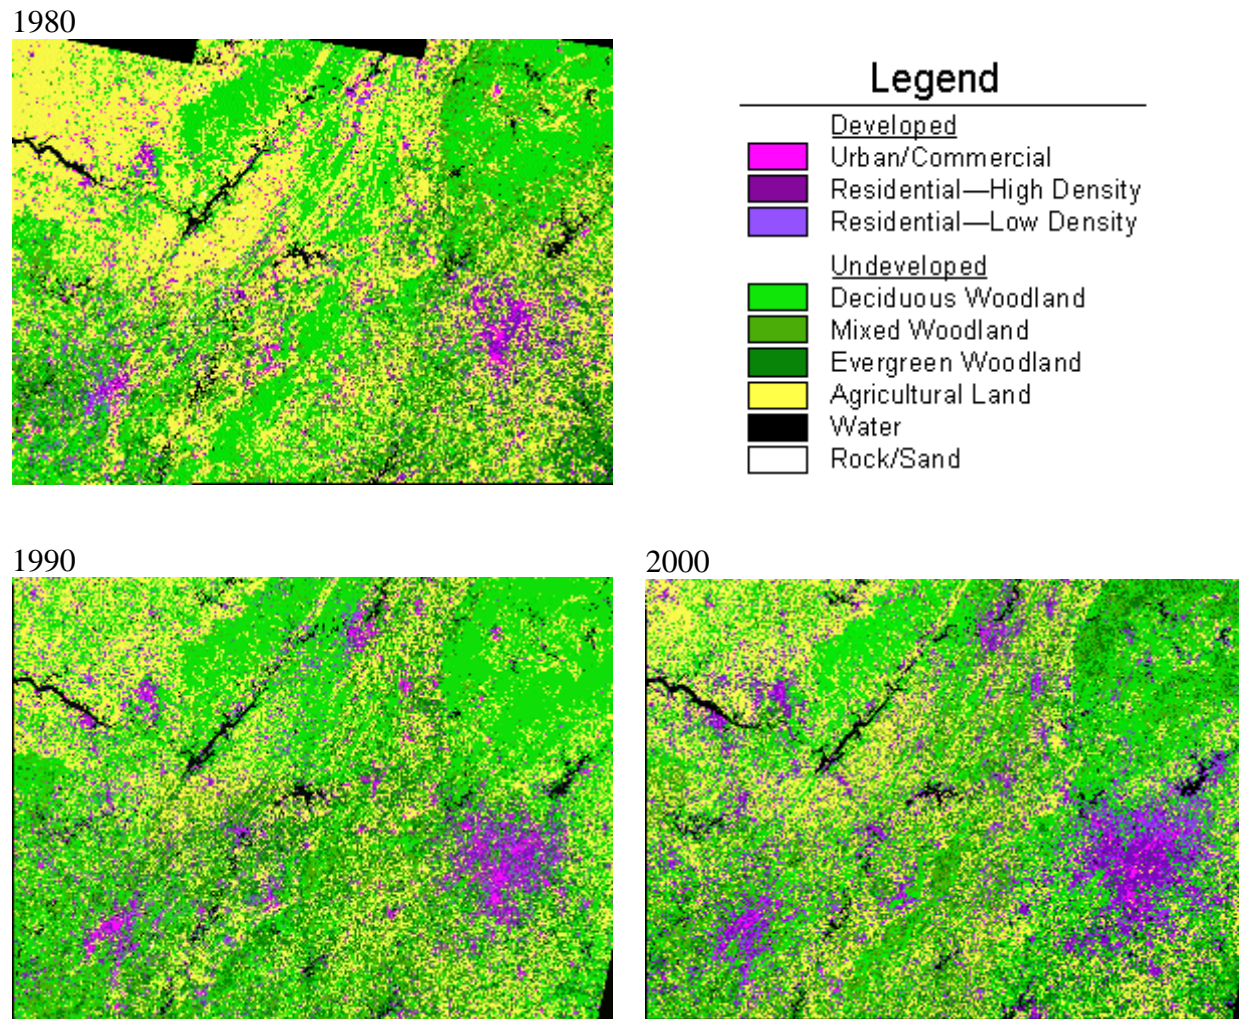 1980
Legend
Developed
Urban/Commercial
Residential—High Density
Residential—Low Density
Undeveloped
Deciduous Woodland
Mixed Woodland
Evergreen Woodland
Agricultural Land
Water
Rock/Sand
1990
2000